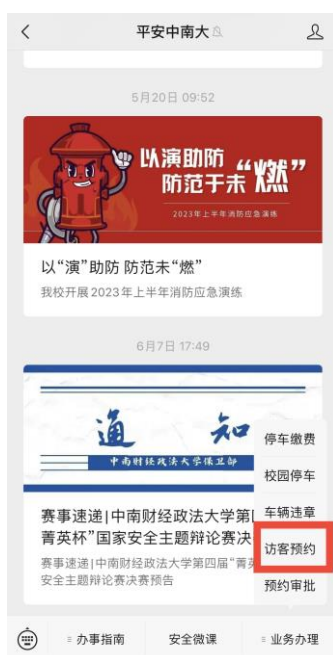 平安中南大
5月20日 09:52
以演助防
防范于未“燃”
2023年上半年消防应急演练
以“演”助防 防范未“燃”
我校开展2023年上半年消防应急演练
6月7日 17:49
通 知
中南财经政法大学保卫部
赛事速递|中南财经政法大学第
菁英杯”国家安全主题辩论赛决
赛事速递|中南财经政法大学第四届“菁
安全主题辩论赛决赛预告
停车缴费
校园停车
车辆违章
访客预约
预约审批
办事指南 安全微课 业务办理